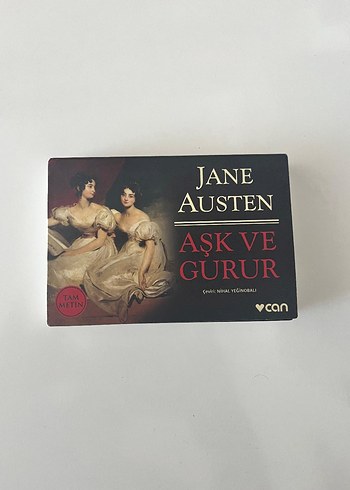 JANE
AUSTEN
AŞK VE
GURUR
Çeviri: NİHAL YEĞİNOBALI
can
TAM
METİN